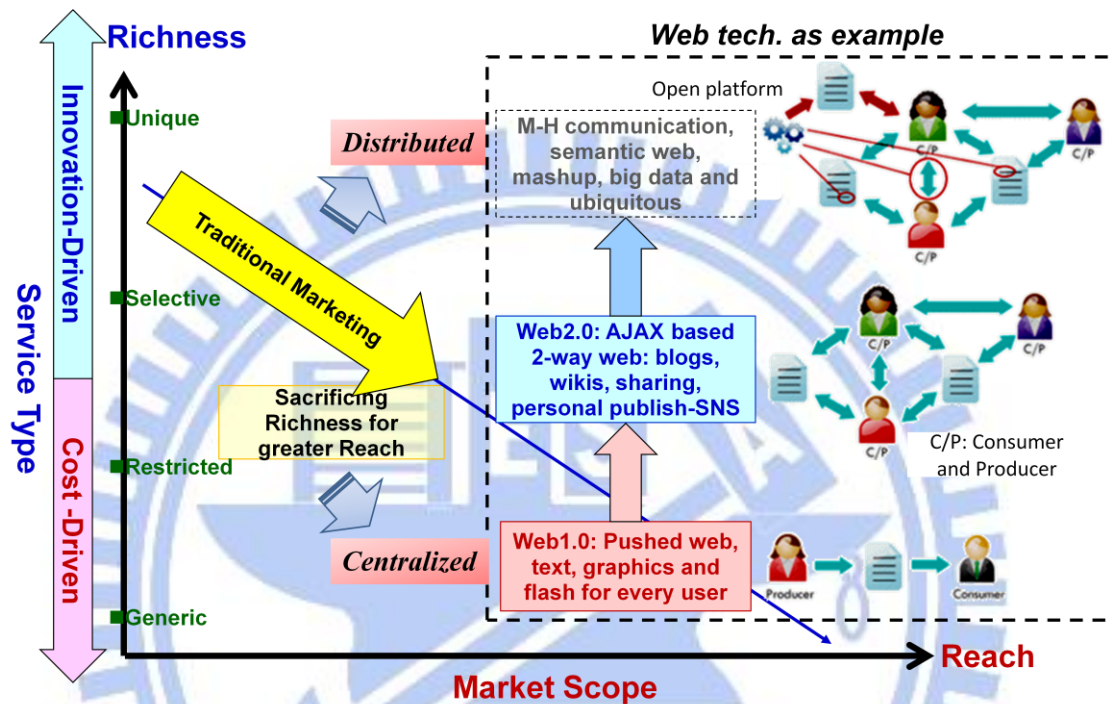 Richness
Web tech. as example
Service Type
Innovation-Driven
Cost -Driven
Unique
Selective
Restricted
Generic
Traditional Marketing
Sacrificing
Richness for
greater Reach
Distributed
Centralized
Open platform
M-H communication,
semantic web,
mashup, big data and
ubiquitous
C/P
C/P
C/P
Web2.0: AJAX based
2-way web: blogs,
wikis, sharing,
personal publish-SNS
C/P
C/P
C/P
C/P: Consumer
and Producer
Web1.0: Pushed web,
text, graphics and
flash for every user
Producer
Consumer
Reach
Market Scope